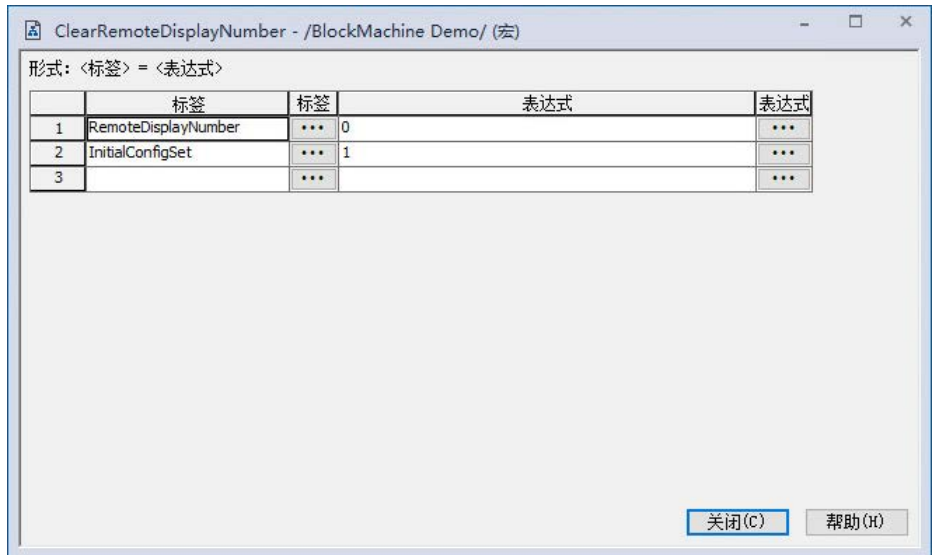 ClearRemoteDisplayNumber - /BlockMachine Demo/ (宏)
形式: <标签> = <表达式>
标签 标签 表达式 表达式
1 RemoteDisplayNumber ... 0 ...
2 InitialConfigSet ... 1 ...
3 ... ...
关闭(C) 帮助(H)